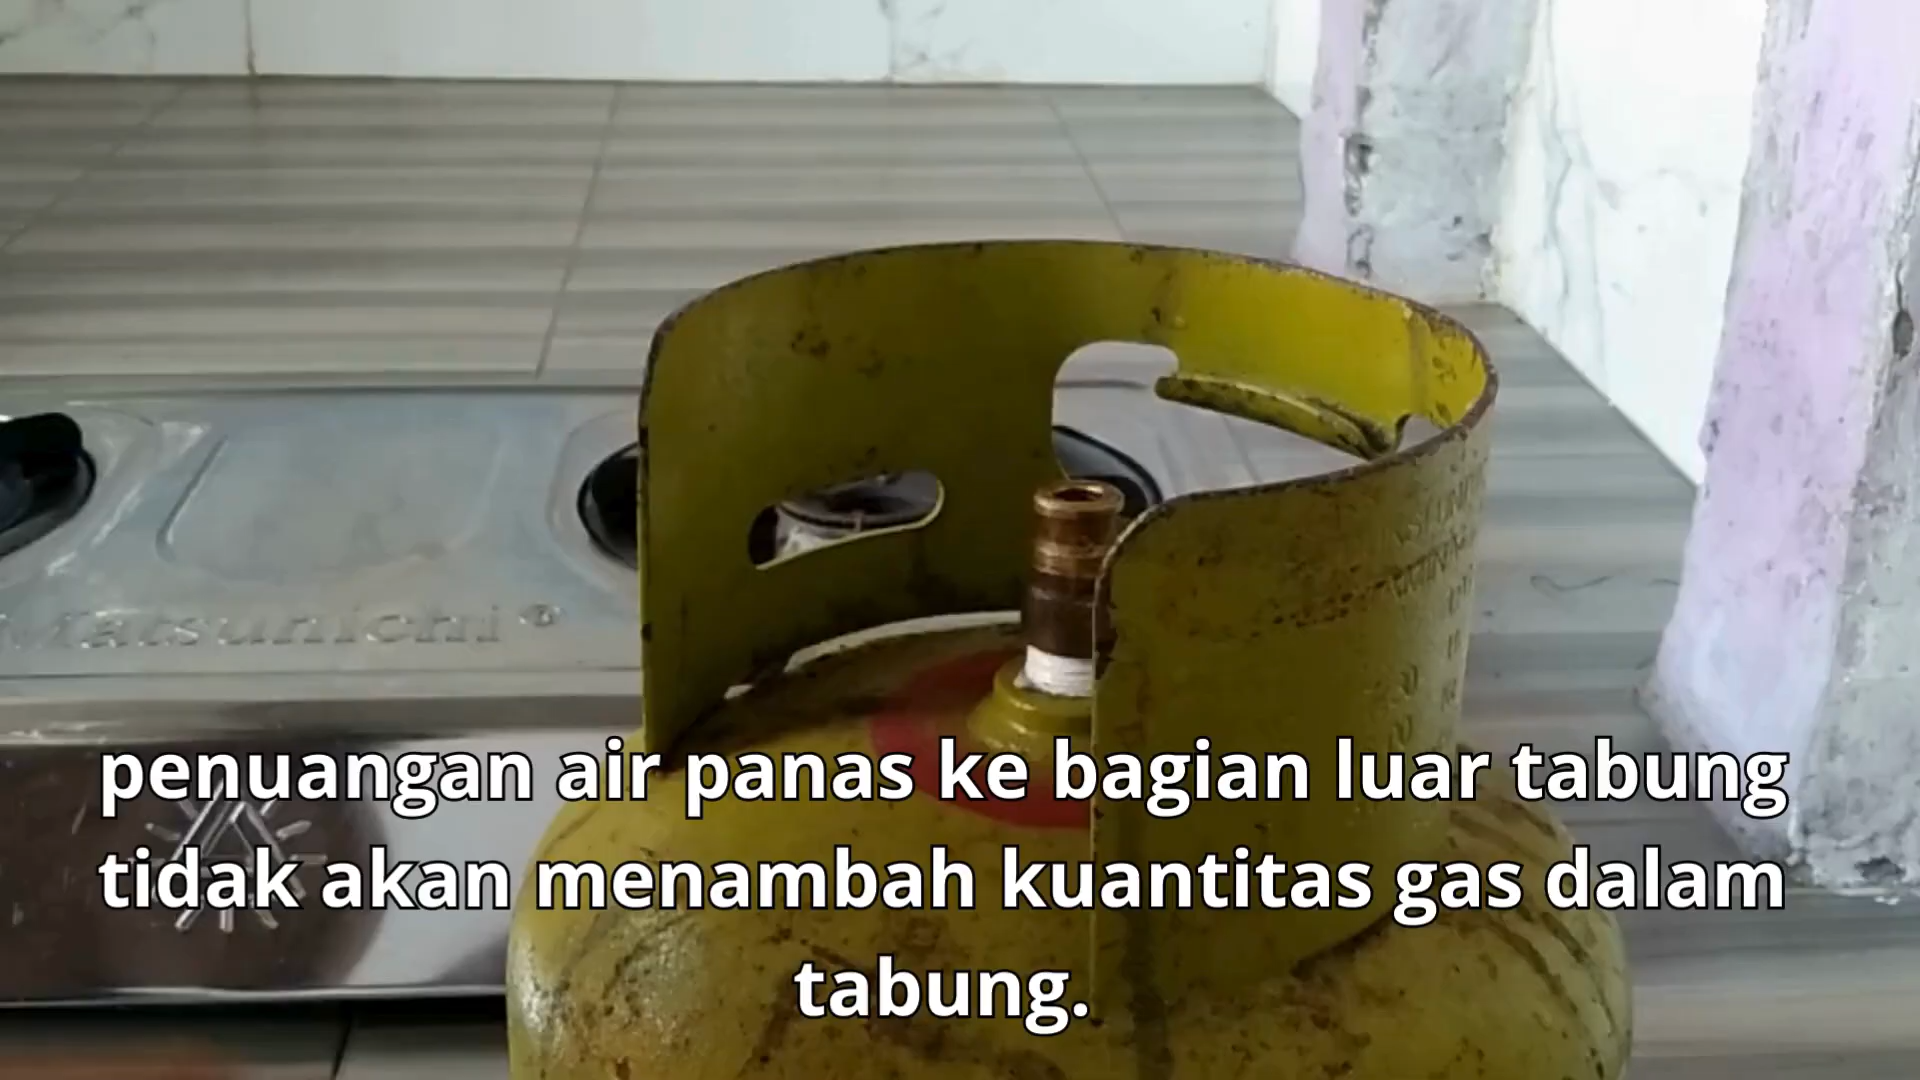 Matsunichi ®
penuangan air panas ke bagian luar tabung
tidak akan menambah kuantitas gas dalam
tabung.